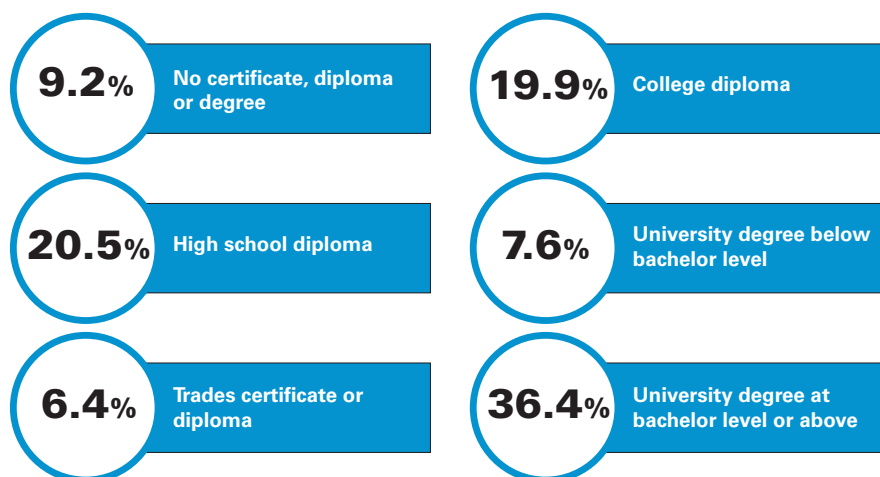 9.2%
No certificate, diploma
or degree
20.5%
High school diploma
6.4%
Trades certificate or
diploma
19.9%
College diploma
7.6%
University degree below
bachelor level
36.4%
University degree at
bachelor level or above